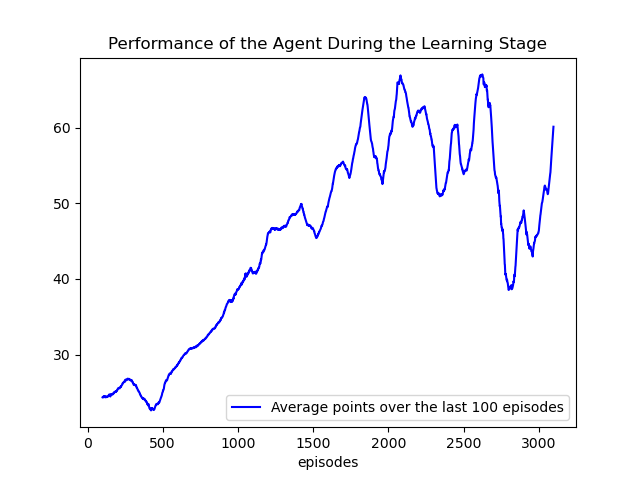 Performance of the Agent During the Learning Stage
60
50
40
30
Average points over the last 100 episodes
0 500 1000 1500 2000 2500 3000
episodes